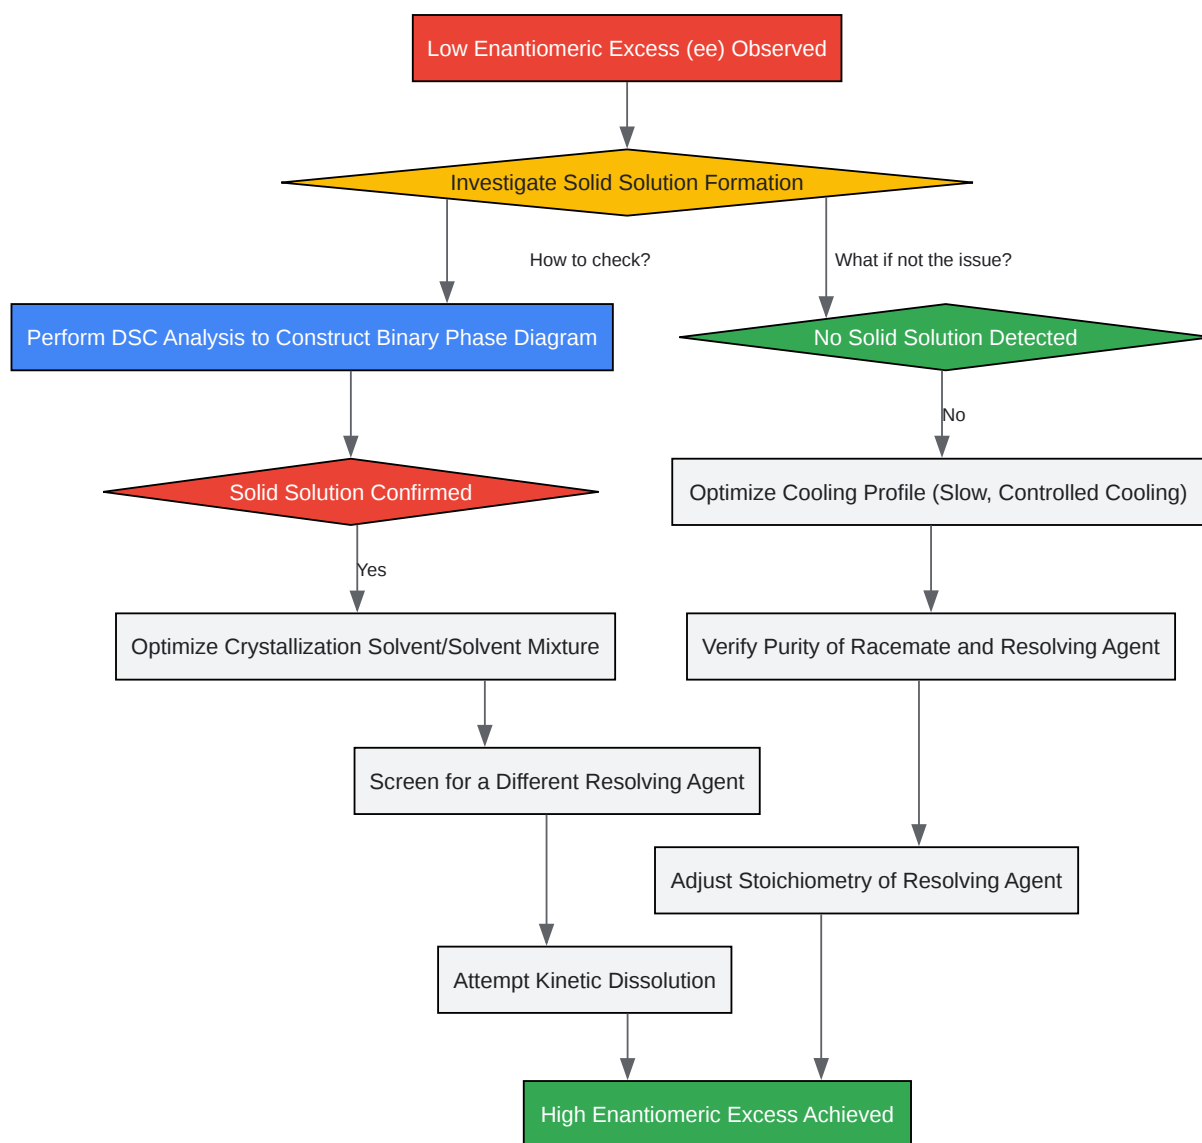 Low Enantiomeric Excess (ee) Observed
Investigate Solid Solution Formation
How to check?
What if not the issue?
Perform DSC Analysis to Construct Binary Phase Diagram
No Solid Solution Detected
No
Solid Solution Confirmed
Optimize Cooling Profile (Slow, Controlled Cooling)
Yes
Optimize Crystallization Solvent/Solvent Mixture
Verify Purity of Racemate and Resolving Agent
Screen for a Different Resolving Agent
Adjust Stoichiometry of Resolving Agent
Attempt Kinetic Dissolution
High Enantiomeric Excess Achieved